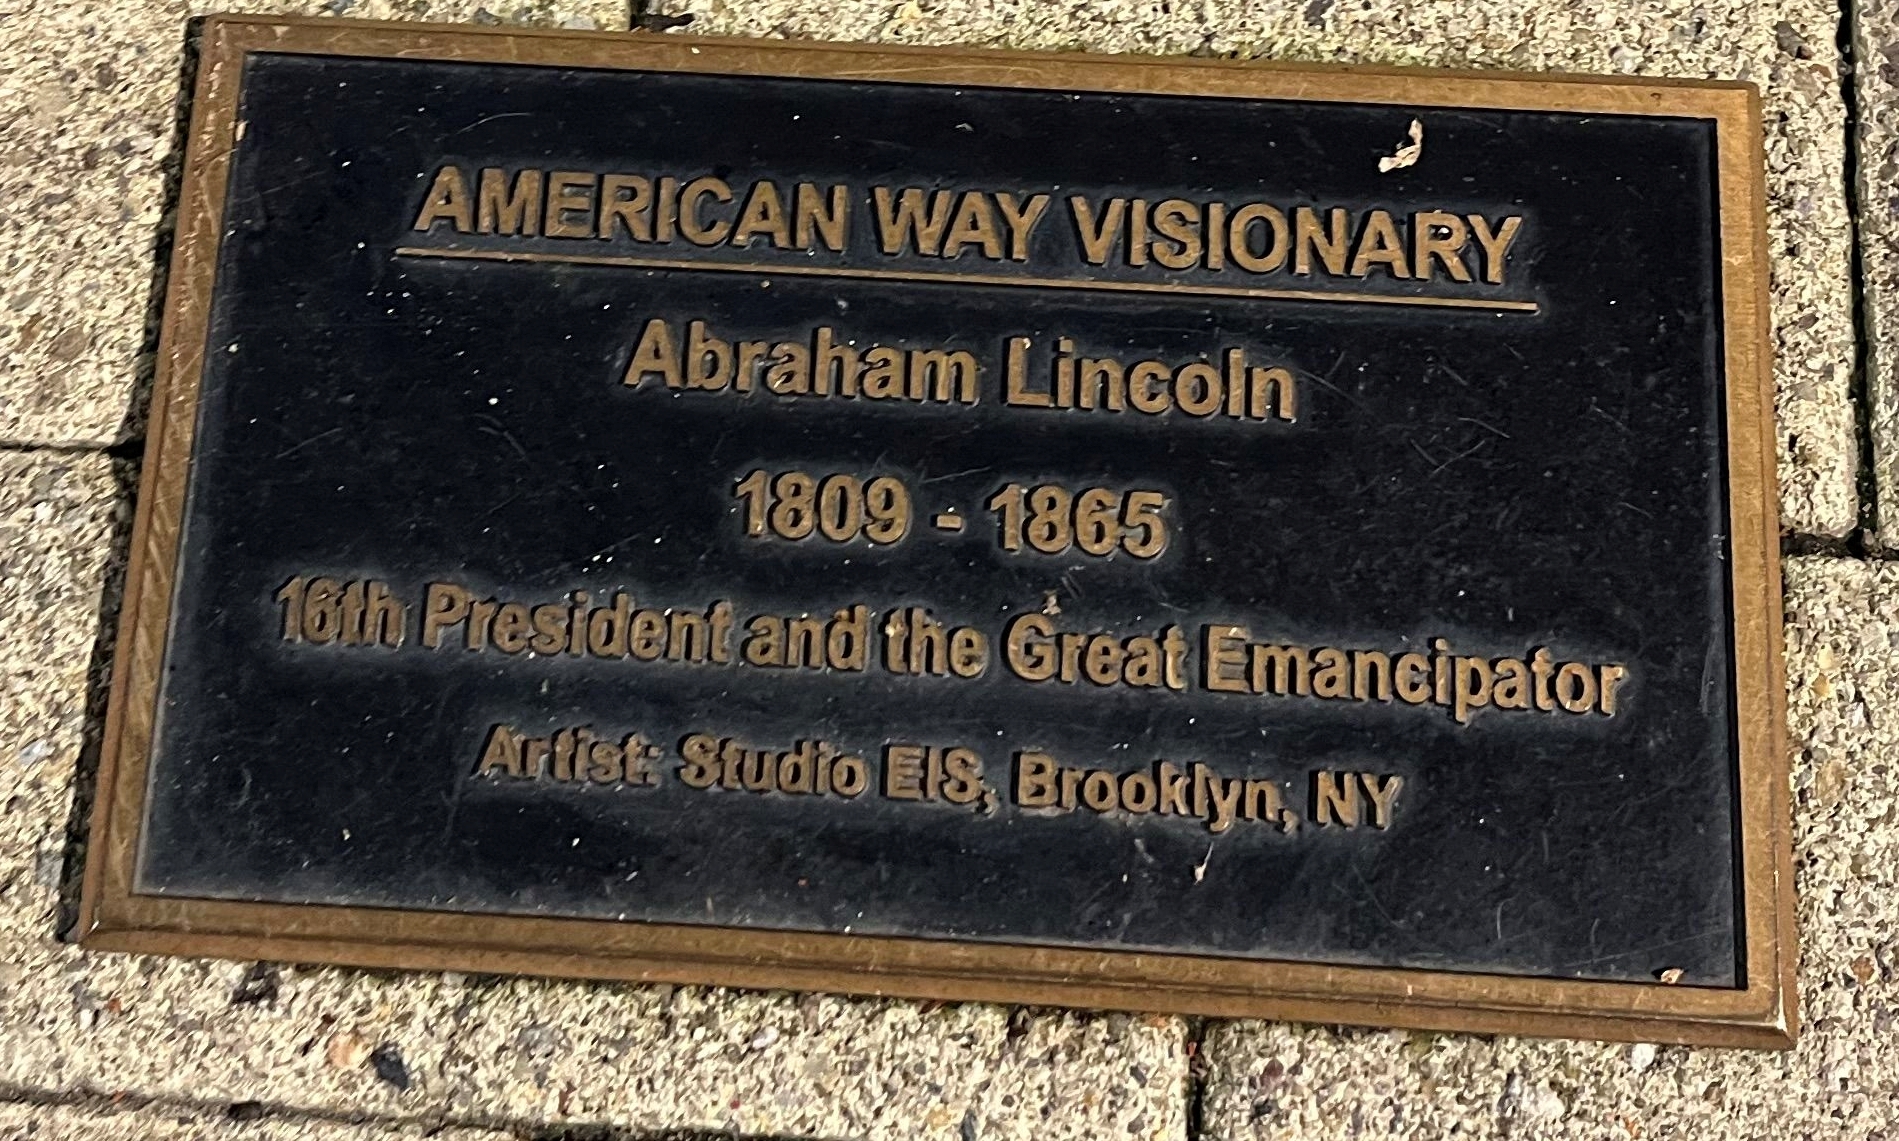 AMERICAN WAY VISIONARY
Abraham Lincoln
1809 - 1865
16th President and the Great Emancipator
Artist: Studio EIS, Brooklyn, NY